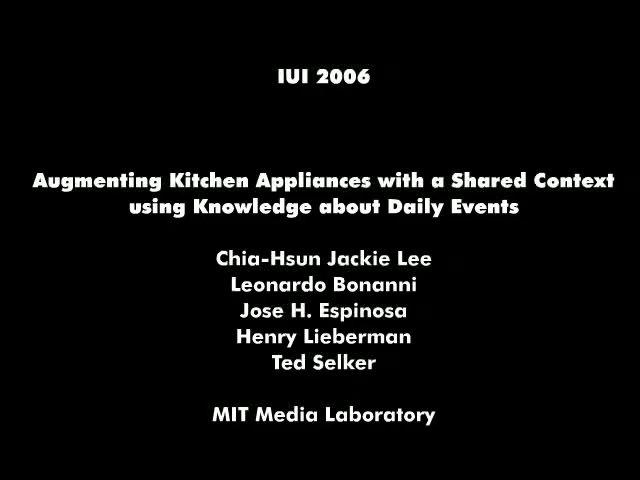 IUI 2006
Augmenting Kitchen Appliances with a Shared Context
using Knowledge about Daily Events
Chia-Hsun Jackie Lee
Leonardo Bonanni
Jose H. Espinosa
Henry Lieberman
Ted Selker
MIT Media Laboratory